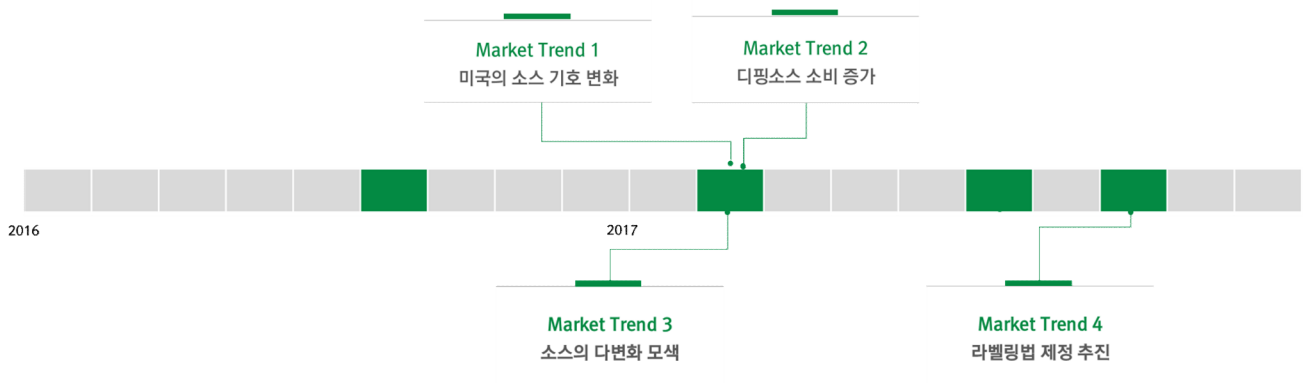 Market Trend 1
미국의 소스 기호 변화
Market Trend 2
디핑소스 소비 증가
2016
2017
Market Trend 3
소스의 다변화 모색
Market Trend 4
라벨링법 제정 추진